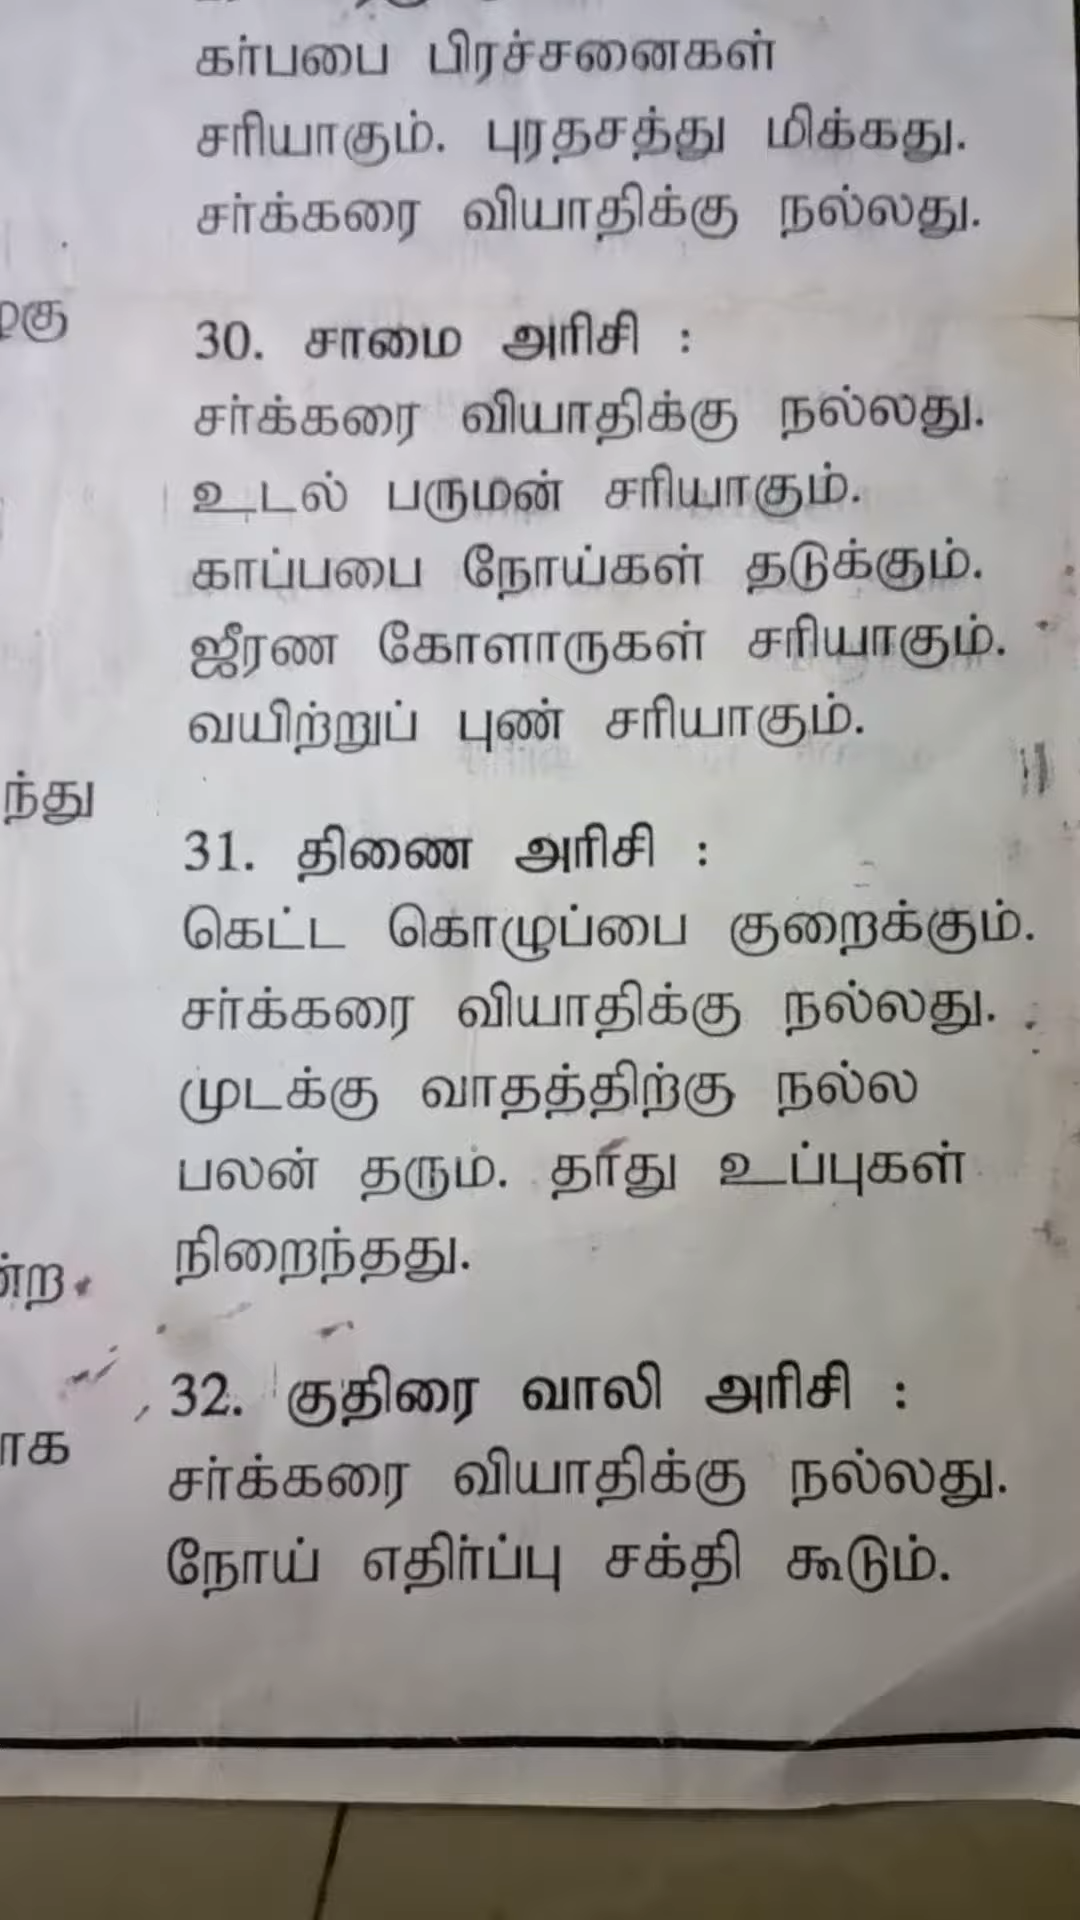 கர்பபை பிரச்சனைகள்
சரியாகும். புரதசத்து மிக்கது.
சர்க்கரை வியாதிக்கு நல்லது.
30. சாமை அரிசி :
சர்க்கரை வியாதிக்கு நல்லது.
உடல் பருமன் சரியாகும்.
காப்பபை நோய்கள் தடுக்கும்.
ஜீரண கோளாருகள் சரியாகும்.
வயிற்றுப் புண் சரியாகும்.
ந்து
31. திணை அரிசி :
கெட்ட கொழுப்பை குறைக்கும்.
சர்க்கரை வியாதிக்கு நல்லது.
முடக்கு வாதத்திற்கு நல்ல
பலன் தரும். தாது உப்புகள்
நிறைந்தது.
ன்ற
32. குதிரை வாலி அரிசி :
ாக
சர்க்கரை வியாதிக்கு நல்லது.
நோய் எதிர்ப்பு சக்தி கூடும்.